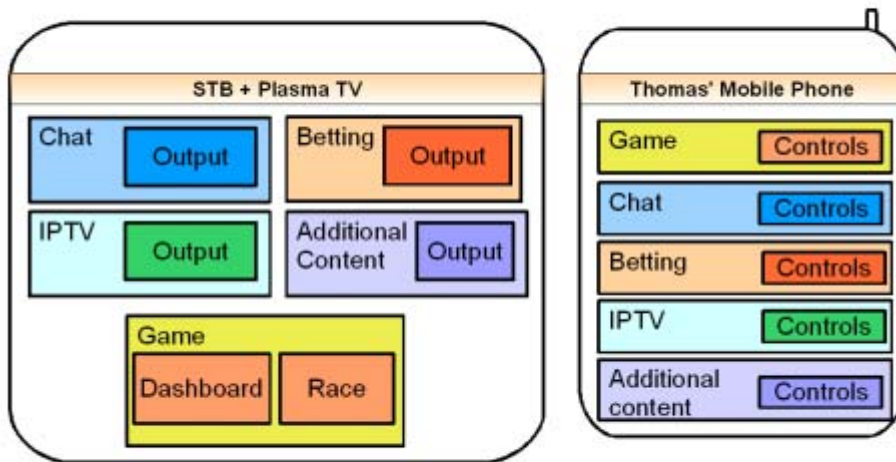 STB + Plasma TV
Chat
Output
Betting
Output
IPTV
Output
Additional
Content
Output
Game
Dashboard
Race
Thomas' Mobile Phone
Game
Controls
Chat
Controls
Betting
Controls
IPTV
Controls
Additional
content
Controls